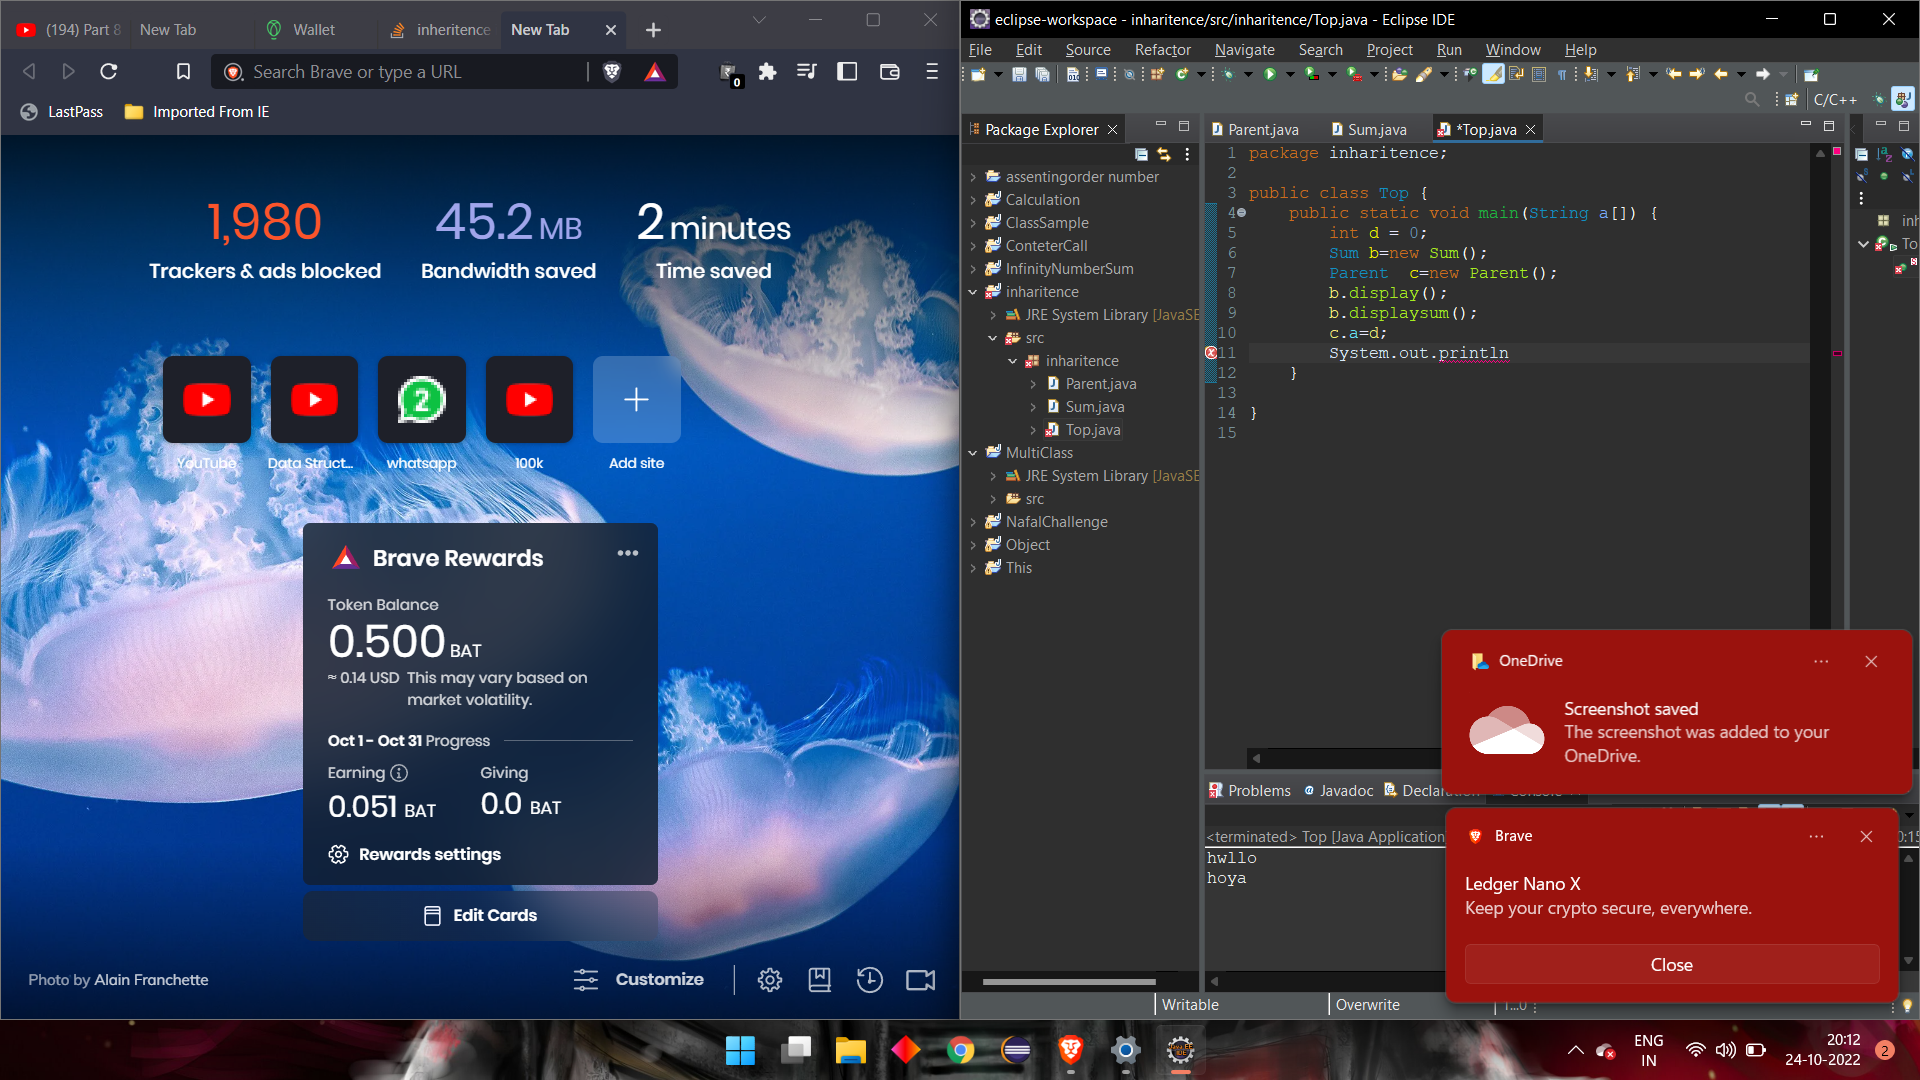 (194) Part 8
New Tab
Wallet
inheritence
New Tab
Search Brave or type a URL
0
LastPass
Imported From IE
1,980
Trackers & ads blocked
45.2 MB
Bandwidth saved
2 minutes
Time saved
2
YouTube
Data Struct...
whatsapp
100k
Add site
Brave Rewards
Token Balance
0.500 BAT
≈ 0.14 USD This may vary based on
market volatility.
Oct 1 - Oct 31 Progress
Earning
Giving
0.051 BAT
0.0 BAT
Rewards settings
Edit Cards
Photo by Alain Franchette
Customize
eclipse-workspace - inharitence/src/inharitence/Top.java - Eclipse IDE
File Edit Source Refactor Navigate Search Project Run Window Help
C/C++
Package Explorer
assentingorder number
Calculation
ClassSample
ConteterCall
InfinityNumberSum
inharitence
JRE System Library [JavaSE
src
inharitence
Parent.java
Sum.java
Top.java
MultiClass
JRE System Library [JavaSE
src
NafalChallenge
Object
This
Parent.java
Sum.java
*Top.java
1 package inharitence;
2
3 public class Top {
4 public static void main(String a[]) {
5 int d = 0;
6 Sum b=new Sum();
7 Parent  c=new Parent();
8 b.display();
9 b.displaysum();
10 c.a=d;
11 System.out.println
12 }
13
14 }
15
inh
To
Problems
Javadoc
Declaration
Console
<terminated> Top [Java Application
0:15
hwllo
hoya
Writable
Overwrite
OneDrive
Screenshot saved
The screenshot was added to your
OneDrive.
Brave
Ledger Nano X
Keep your crypto secure, everywhere.
Close
ENG
IN
20:12
24-10-2022
2